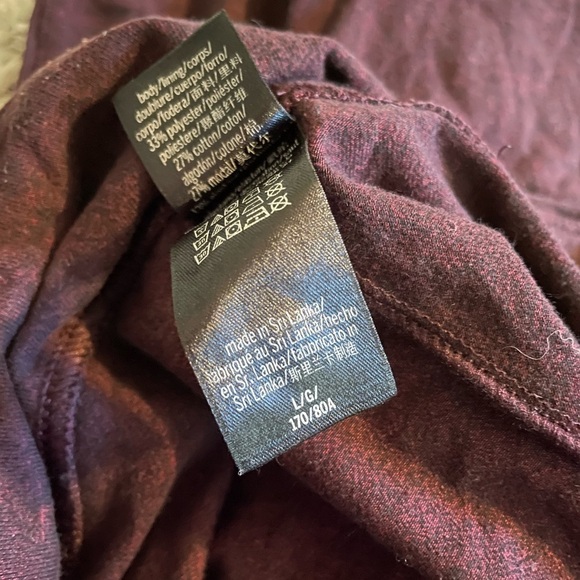 body/lining/corps/
doublure/cuerpo/forro/
corpo/fodera/面料/里料
33% polyester/polyester/
poliestere/聚酯纤维
27% cotton/coton/
algodón/cotone/棉
made in Sri Lanka/
fabriqué au Sri Lanka/hecho
en Sri Lanka/fabbricato in
Sri Lanka/斯里兰卡制造
L/G/
170/80A